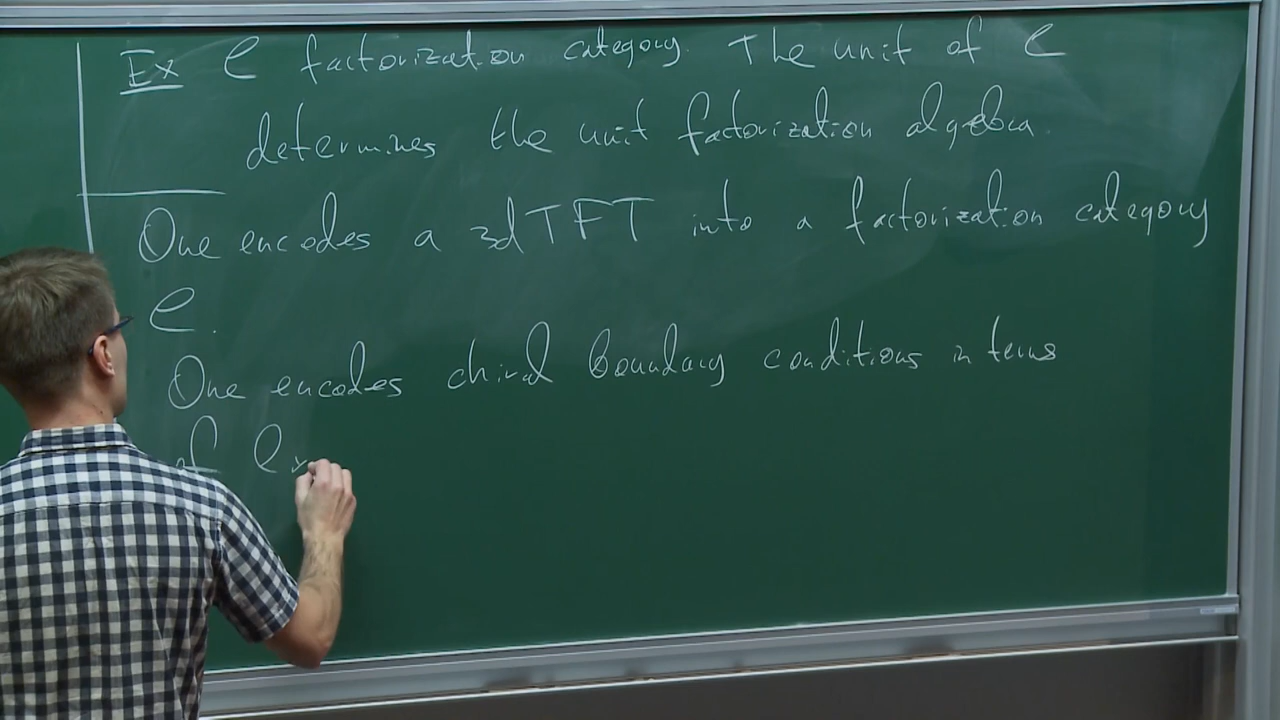 Ex C factorization category. The unit of C
determines the unit factorization algebra.
One encodes a 3d TFT into a factorization category
C.
One encodes chiral boundary conditions in terms
of